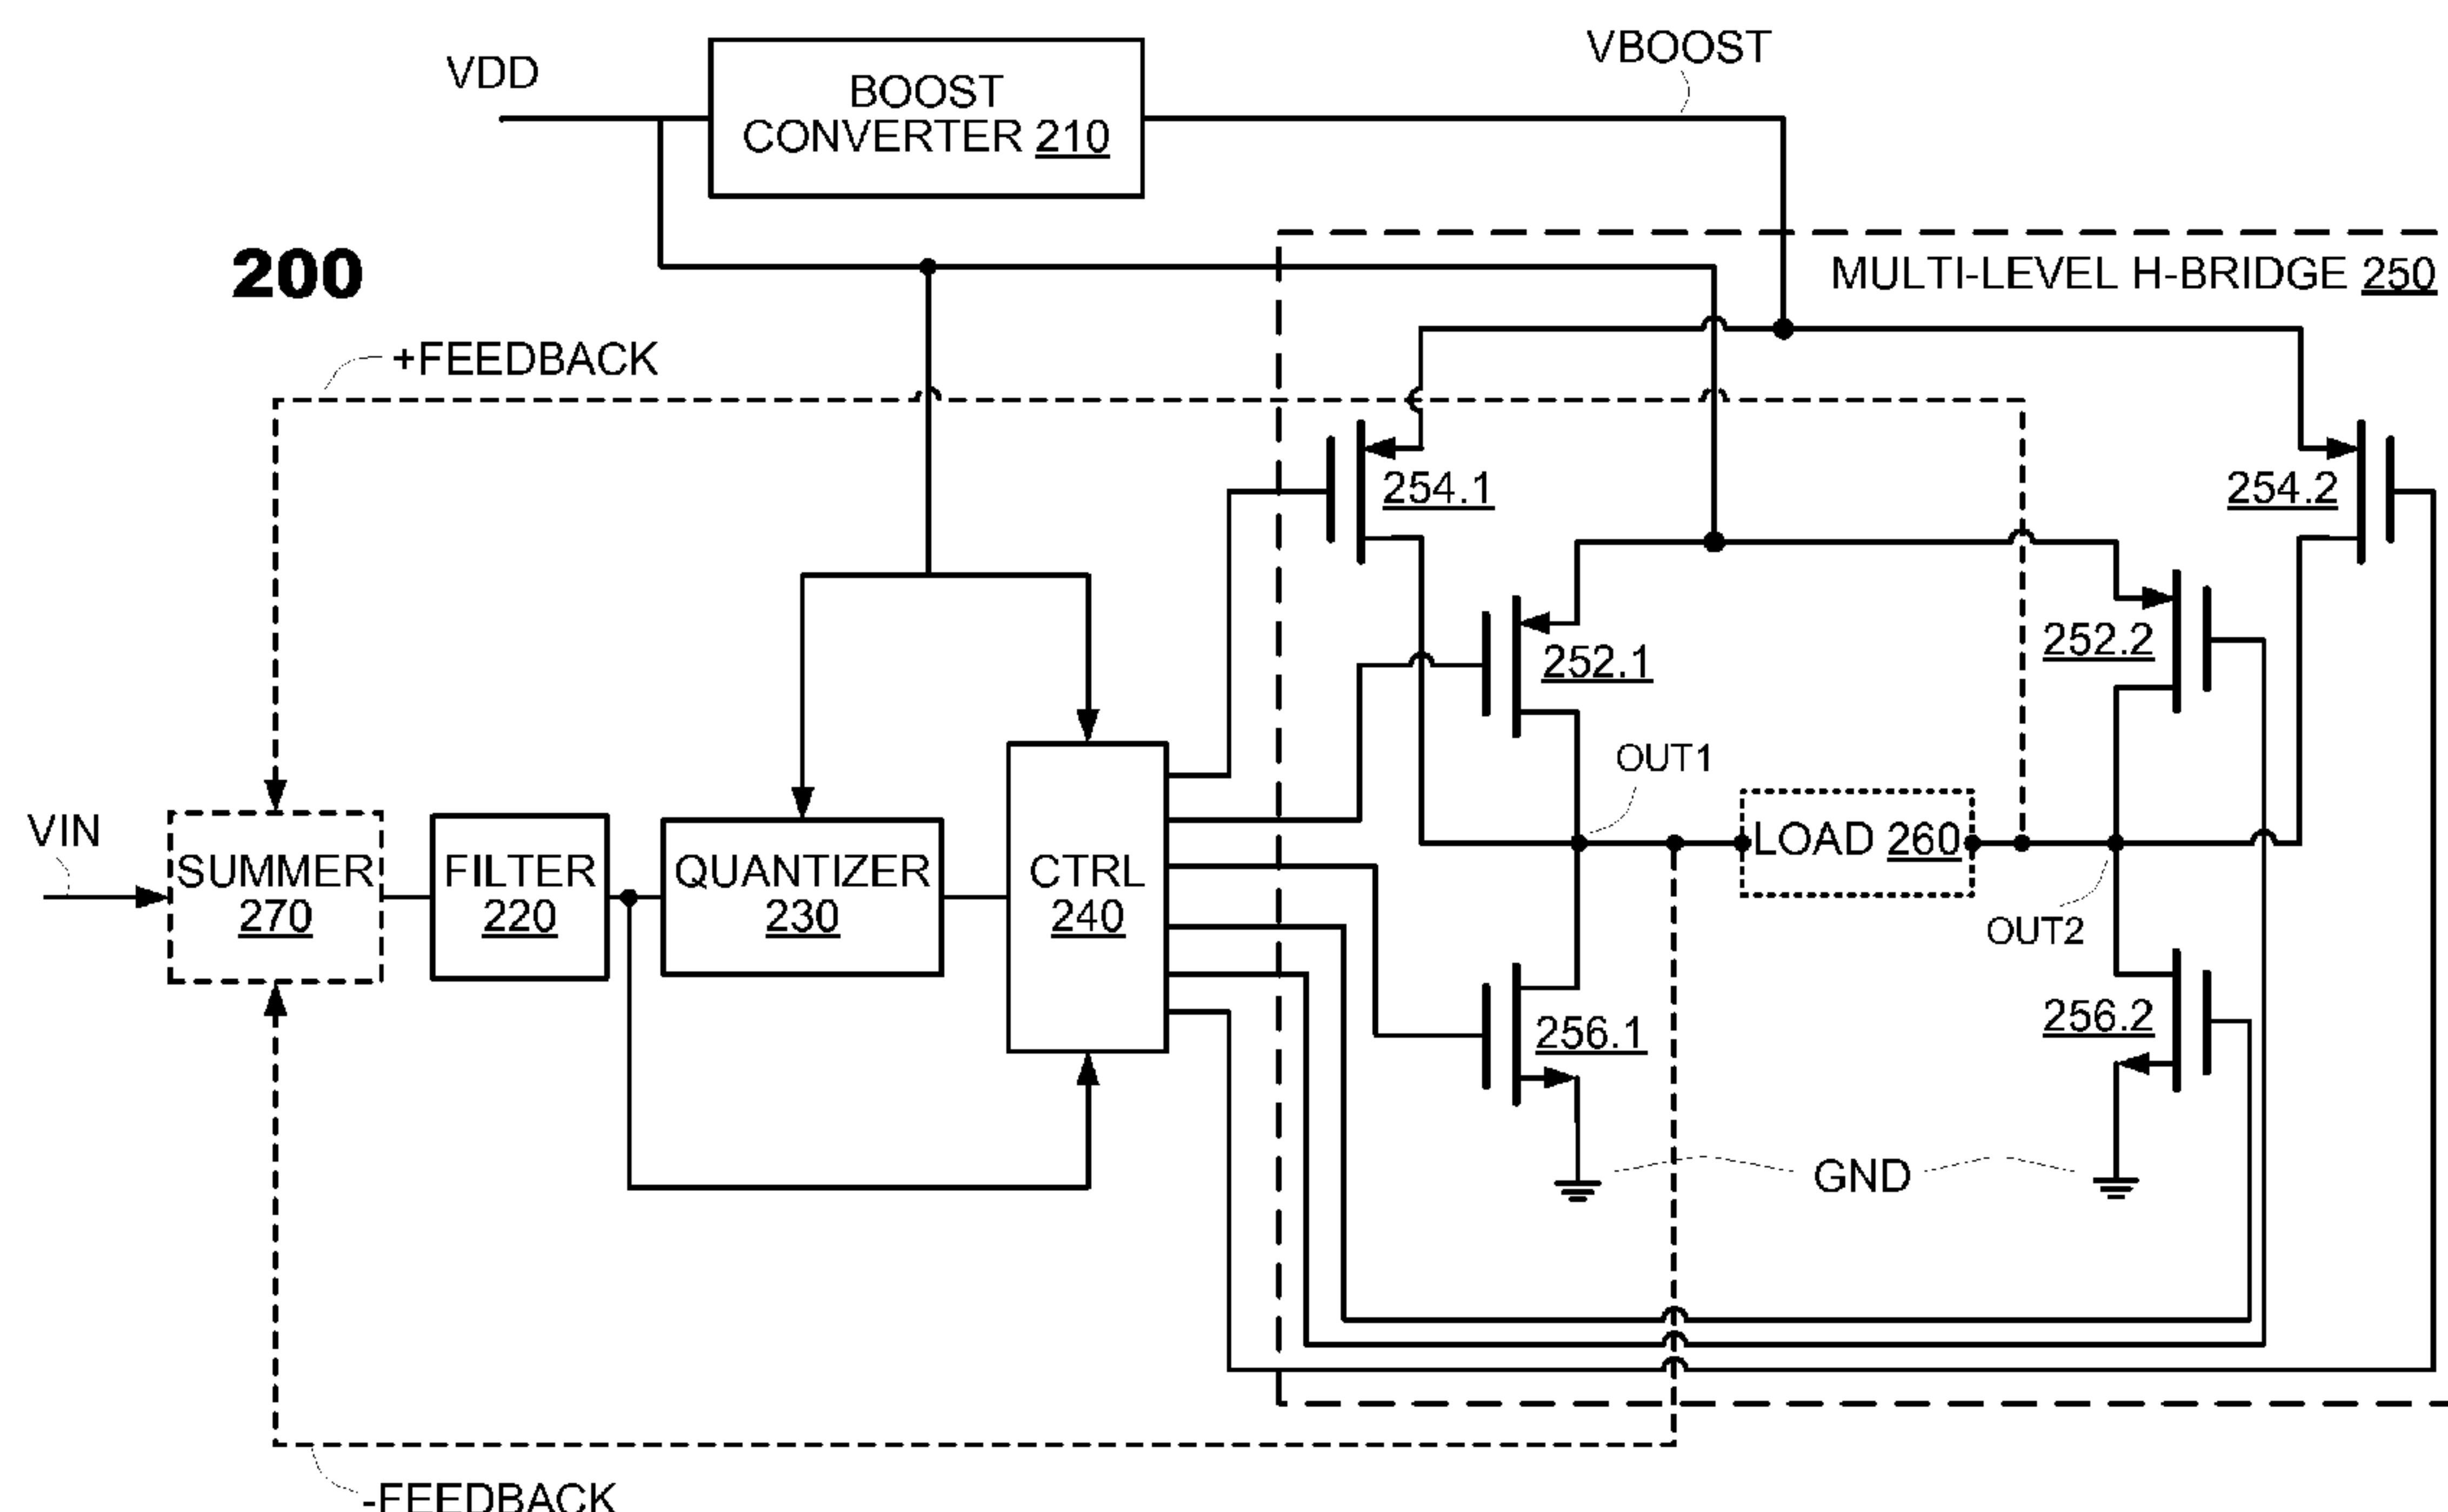 VDD
BOOST
CONVERTER 210
VBOOST
200
MULTI-LEVEL H-BRIDGE 250
+FEEDBACK
254.1
254.2
252.1
252.2
OUT1
VIN
SUMMER
270
FILTER
220
QUANTIZER
230
CTRL
240
LOAD 260
OUT2
256.1
256.2
GND
-FEEDBACK